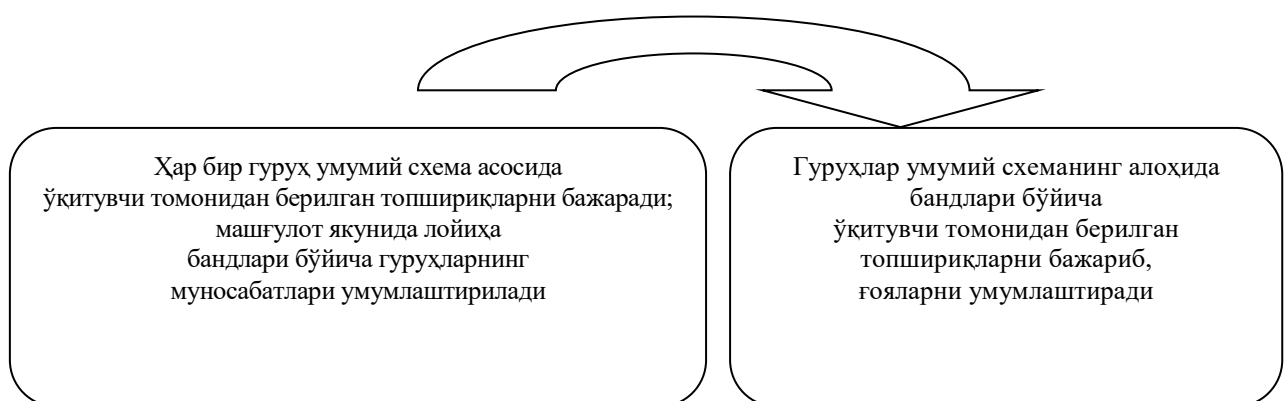 Ҳар бир гуруҳ умумий схема асосида
ўқитувчи томонидан берилган топшириқларни бажаради;
машғулот якунида лойиҳа
бандлари бўйича гуруҳларнинг
муносабатлари умумлаштирилади
Гуруҳлар умумий схеманинг алоҳида
бандлари бўйича
ўқитувчи томонидан берилган
топшириқларни бажариб,
ғояларни умумлаштиради